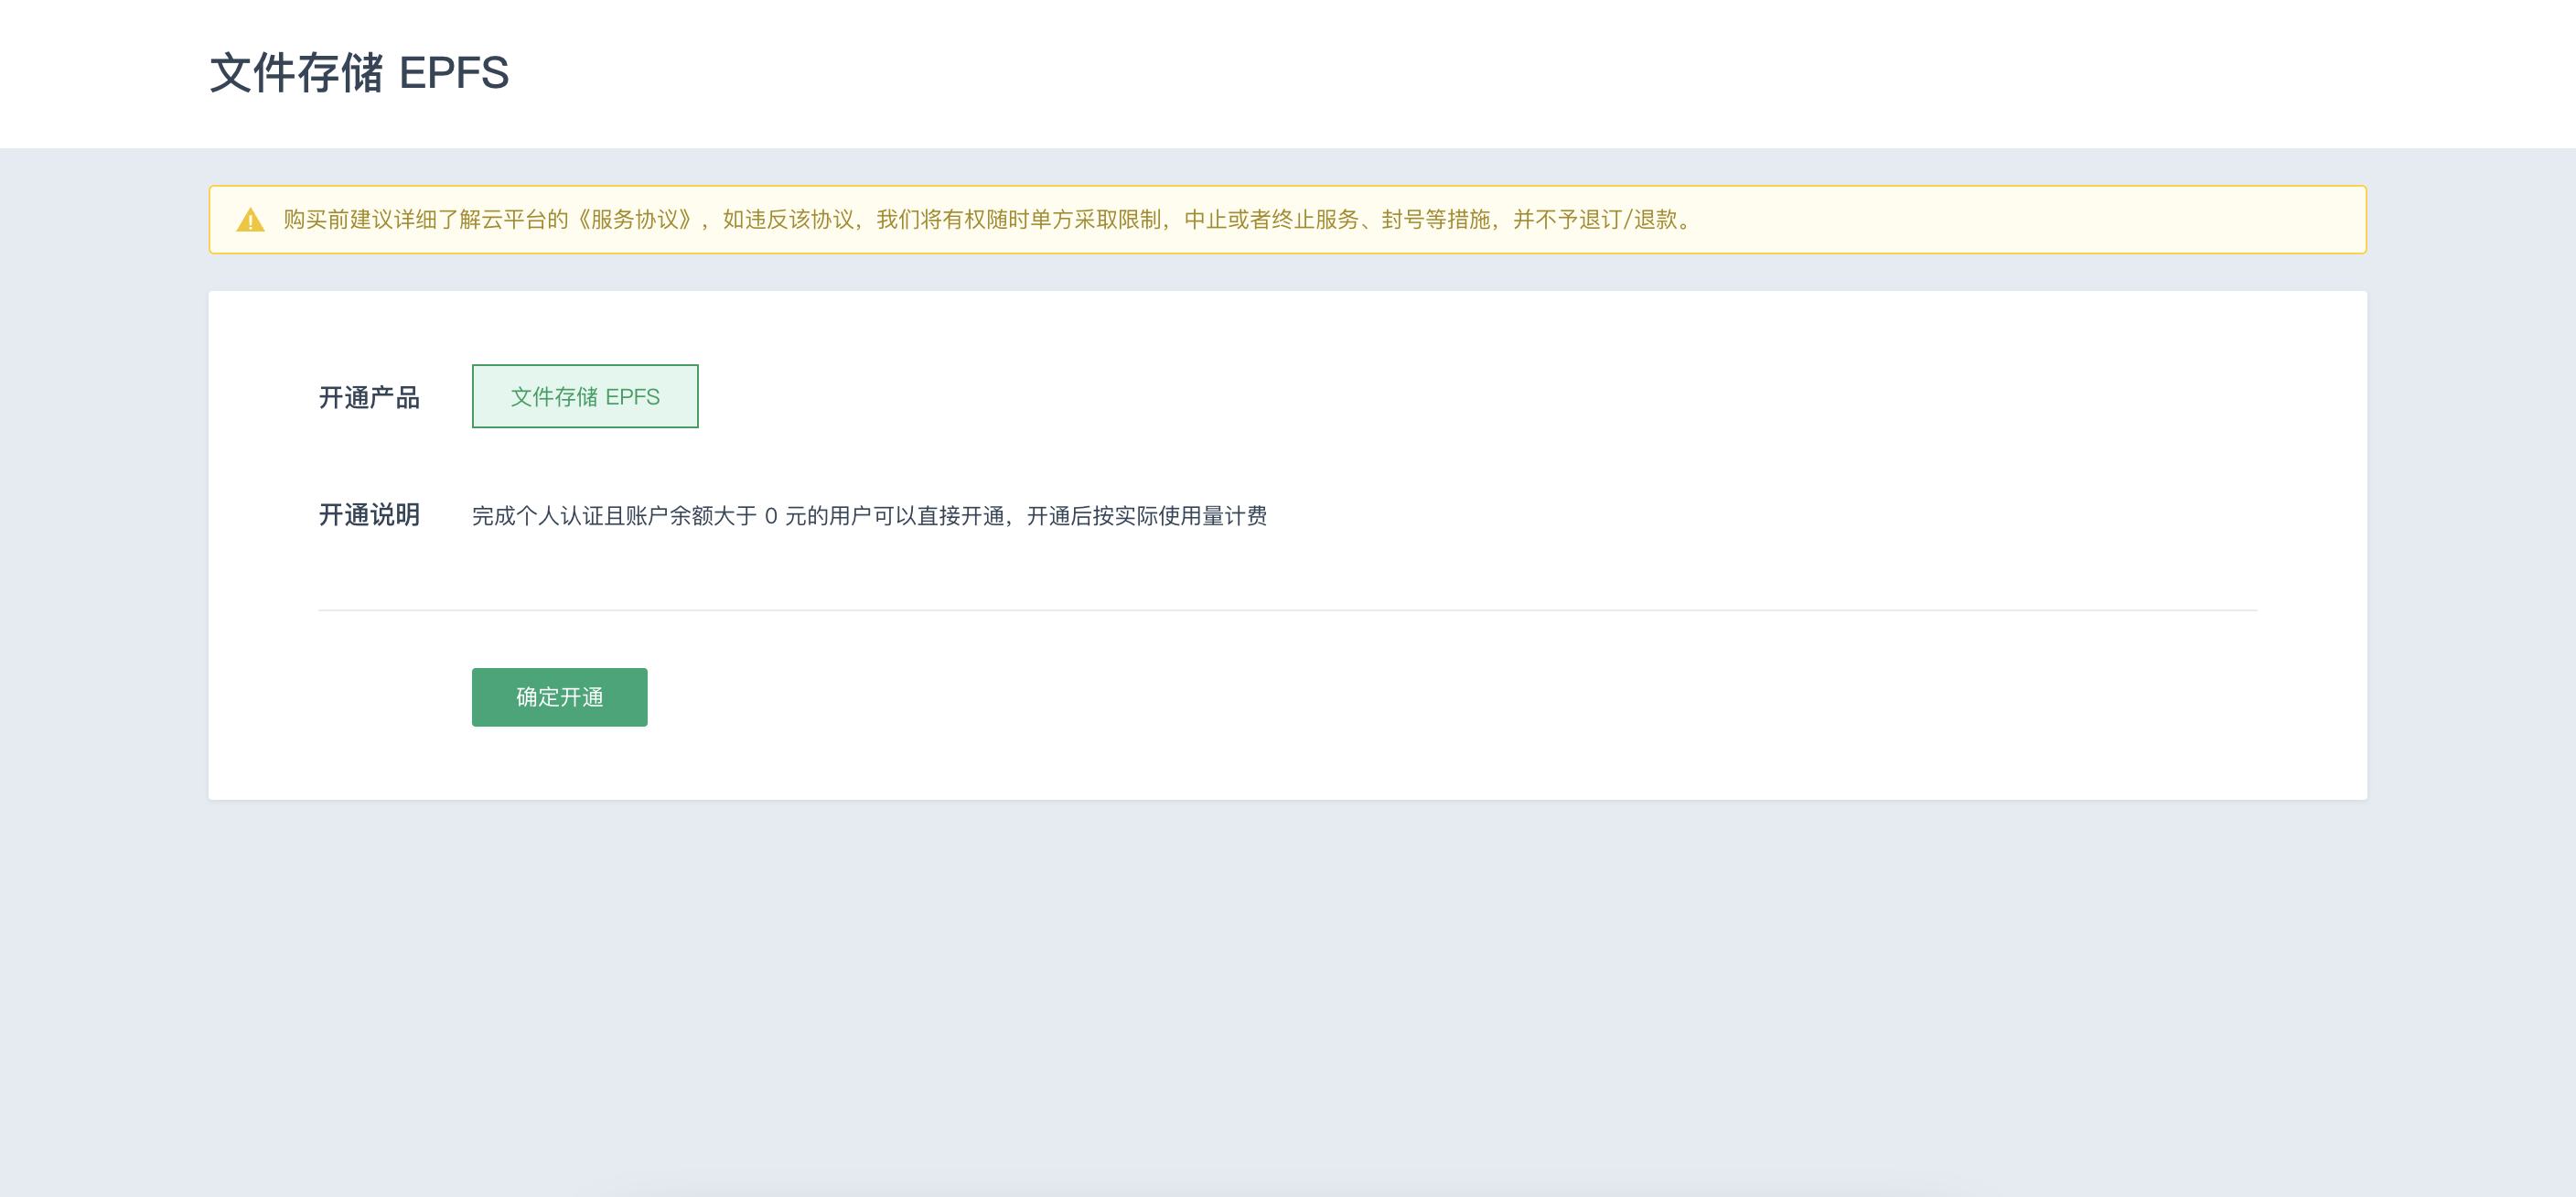 文件存储 EPFS
购买前建议详细了解云平台的《服务协议》，如违反该协议，我们将有权随时单方采取限制，中止或者终止服务、封号等措施，并不予退订/退款。
开通产品 文件存储 EPFS
开通说明 完成个人认证且账户余额大于 0 元的用户可以直接开通，开通后按实际使用量计费
确定开通